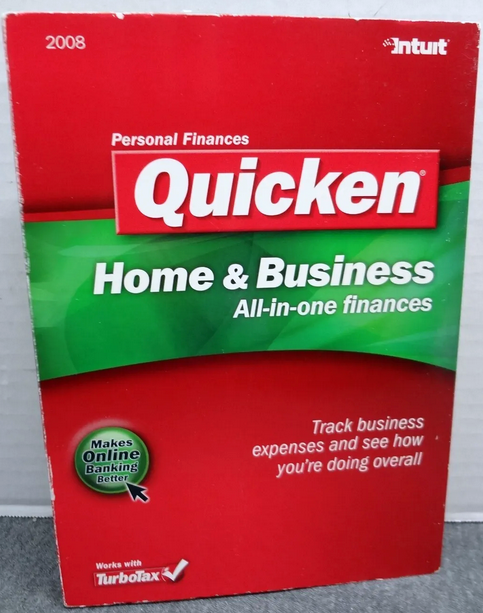 2008
intuit
Personal Finances
Quicken®
Home & Business
All-in-one finances
Track business
expenses and see how
you're doing overall
Makes
Online
Banking
Better
Works with
TurboTax